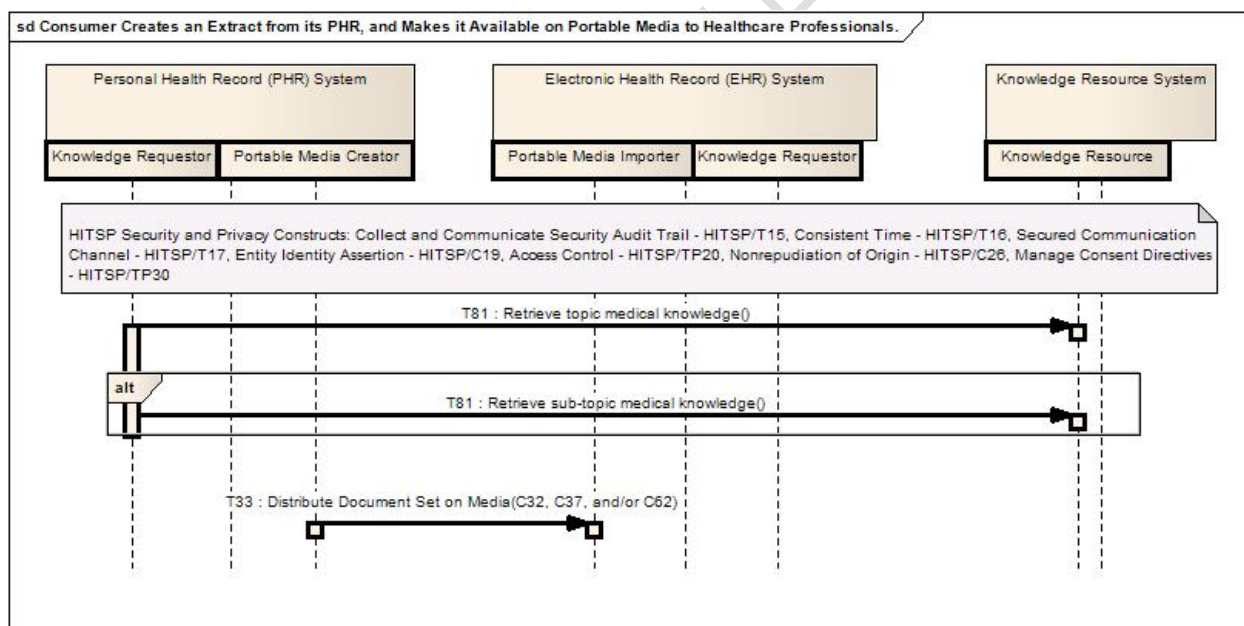 sd Consumer Creates an Extract from its PHR, and Makes it Available on Portable Media to Healthcare Professionals.
Personal Health Record (PHR) System
Electronic Health Record (EHR) System
Knowledge Resource System
Knowledge Requestor
Portable Media Creator
Portable Media Importer
Knowledge Requestor
Knowledge Resource
HITSP Security and Privacy Constructs: Collect and Communicate Security Audit Trail - HITSP/T15, Consistent Time - HITSP/T16, Secured Communication
Channel - HITSP/T17, Entity Identity Assertion - HITSP/C19, Access Control - HITSP/TP20, Nonrepudiation of Origin - HITSP/C26, Manage Consent Directives
- HITSP/TP30
T81 : Retrieve topic medical knowledge()
alt
T81 : Retrieve sub-topic medical knowledge()
T33 : Distribute Document Set on Media(C32, C37, and/or C62)